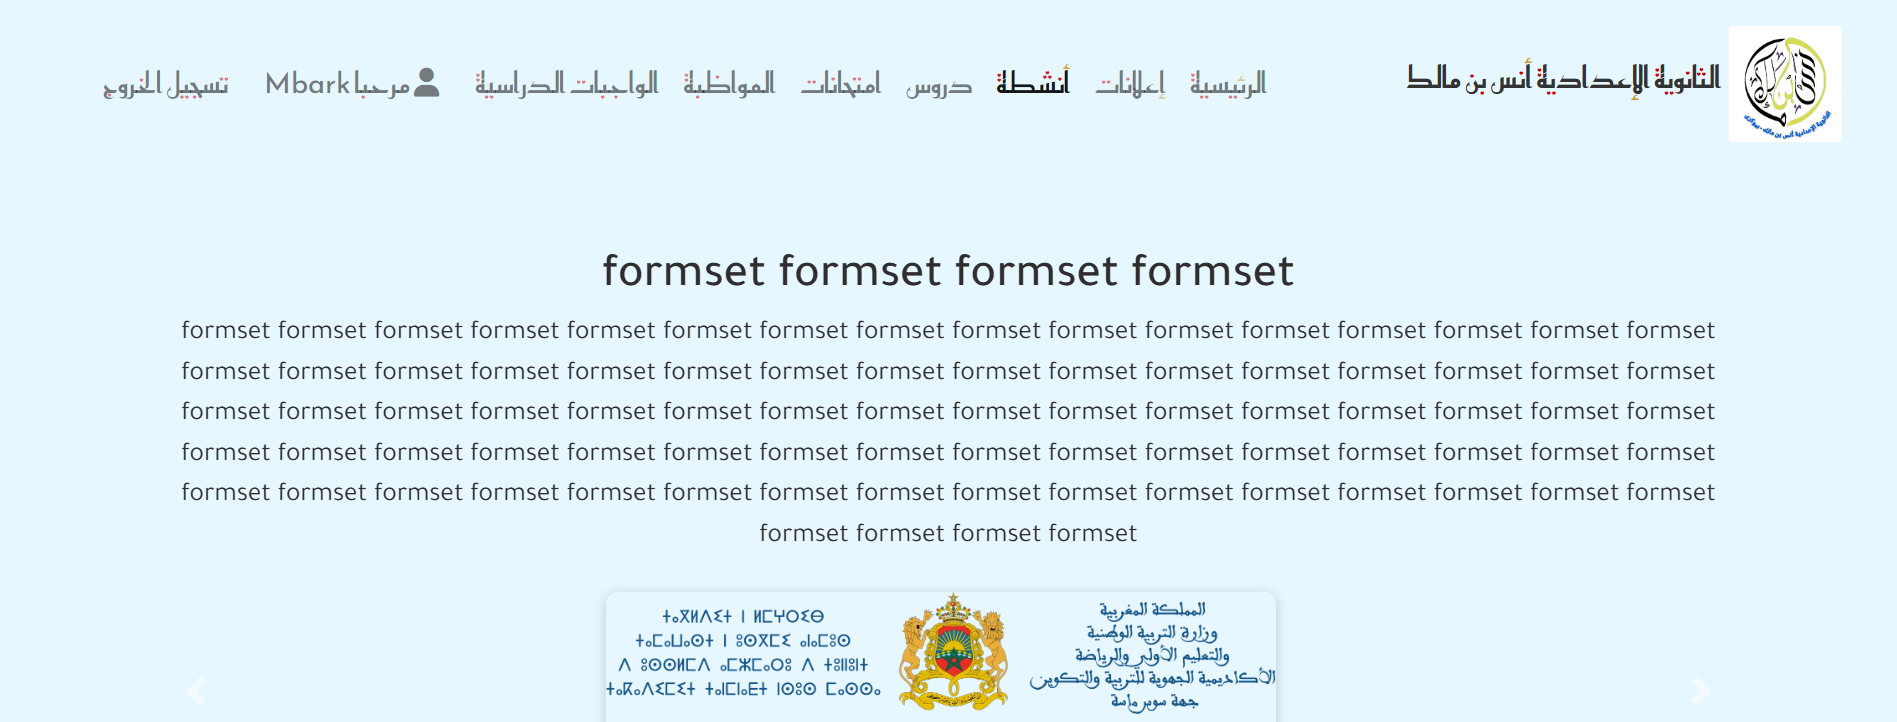 الثانوية الإعدادية أنس بن مالك
الرئيسية إعلانات أنشطة دروس امتحانات المواظبة الواجبات الدراسية مرحبا Mbark تسجيل الخروج
formset formset formset formset
formset formset formset formset formset formset formset formset formset formset formset formset formset formset formset formset
formset formset formset formset formset formset formset formset formset formset formset formset formset formset formset formset
formset formset formset formset formset formset formset formset formset formset formset formset formset formset formset formset
formset formset formset formset formset formset formset formset formset formset formset formset formset formset formset formset
formset formset formset formset formset formset formset formset formset formset formset formset formset formset formset formset
formset formset formset formset
المملكة المغربية
وزارة التربية الوطنية
والتعليم الأولي والرياضة
الأكاديمية الجهوية للتربية والتكوين
جهة سوس ماسة
ⵜⴰⴳⵍⴷⵉⵜ ⵏ ⵍⵎⵖⵔⵉⴱ
ⵜⴰⵎⴰⵡⴰⵙⵜ ⵏ ⵓⵙⴳⵎⵉ ⴰⵏⴰⵎⵓⵔ
ⴷ ⵓⵙⵙⵍⵎⴷ ⴰⵎⵣⵡⴰⵔⵓ ⴷ ⵜⵓⵏⵏⵓⵏⵜ